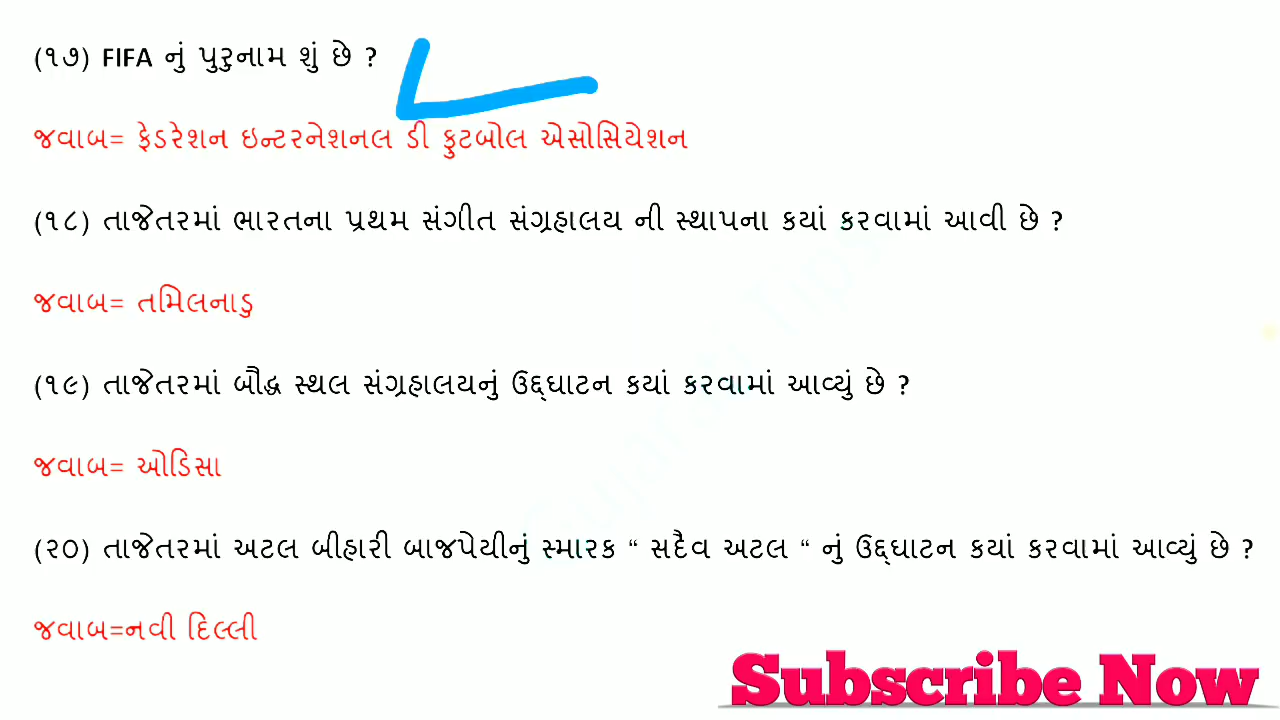 (૧૭) FIFA નું પુરુનામ શું છે ?
જવાબ= ફેડરેશન ઇન્ટરનેશનલ ડી ફુટબોલ એસોસિયેશન
(૧૮) તાજેતરમાં ભારતના પ્રથમ સંગીત સંગ્રહાલય ની સ્થાપના કયાં કરવામાં આવી છે ?
જવાબ= તમિલનાડુ
(૧૯) તાજેતરમાં બૌદ્ધ સ્થલ સંગ્રહાલયનું ઉદ્દઘાટન કયાં કરવામાં આવ્યું છે ?
જવાબ= ઓડિસા
(૨૦) તાજેતરમાં અટલ બીહારી બાજપેયીનું સ્મારક “ સદૈવ અટલ “ નું ઉદ્દઘાટન કયાં કરવામાં આવ્યું છે ?
જવાબ=નવી દિલ્લી
Subscribe Now